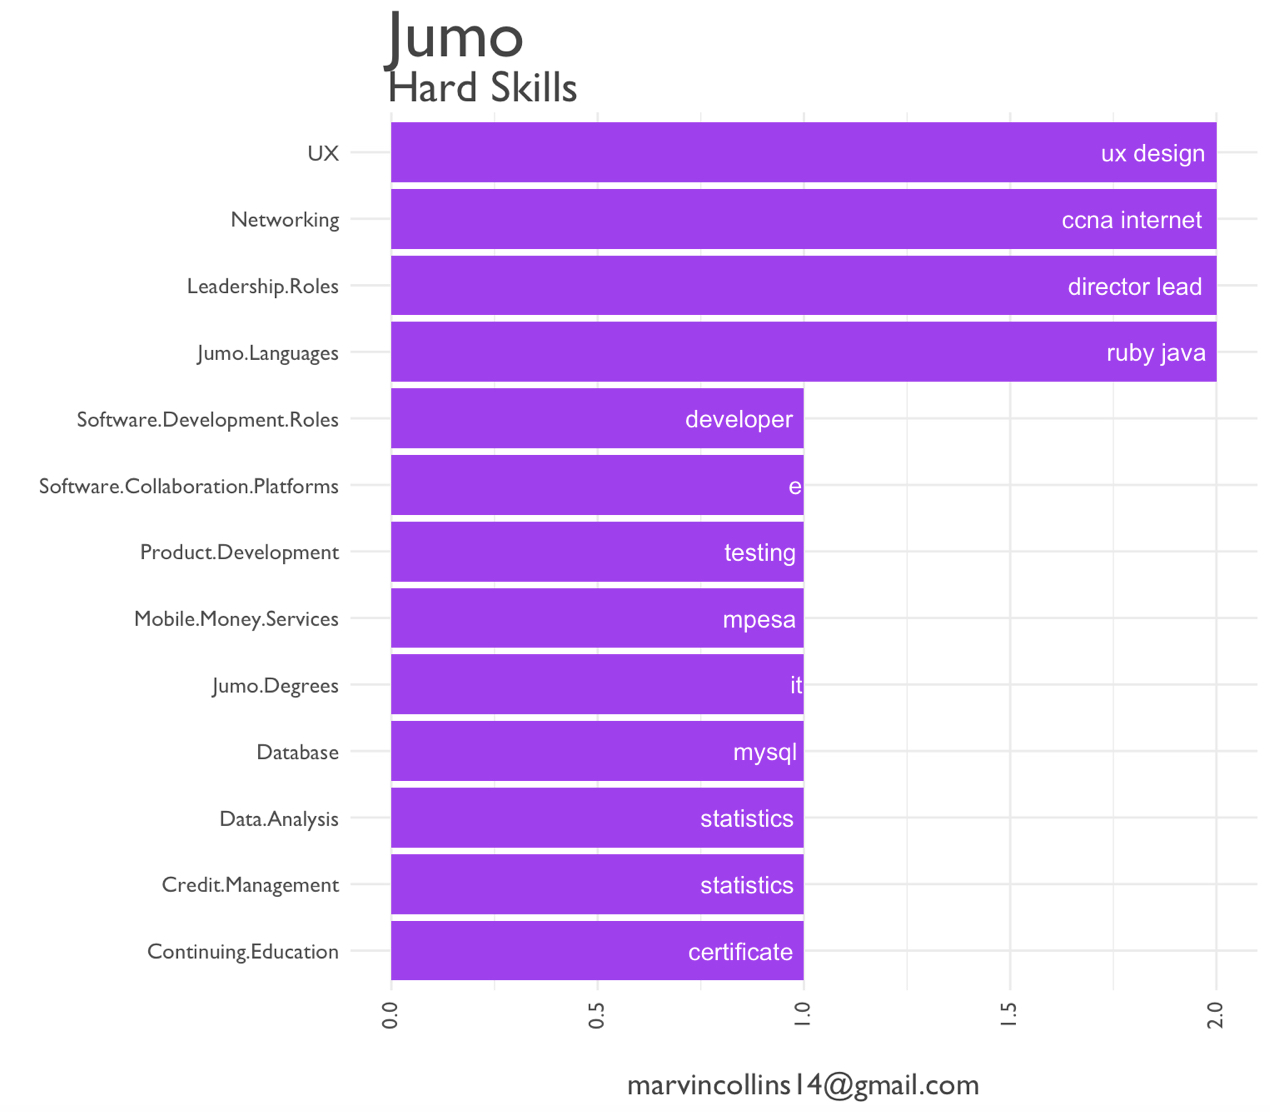 Jumo
Hard Skills
UX ux design
Networking ccna internet
Leadership.Roles director lead
Jumo.Languages ruby java
Software.Development.Roles developer
Software.Collaboration.Platforms e
Product.Development testing
Mobile.Money.Services mpesa
Jumo.Degrees it
Database mysql
Data.Analysis statistics
Credit.Management statistics
Continuing.Education certificate
0.0 0.5 1.0 1.5 2.0
marvincollins14@gmail.com